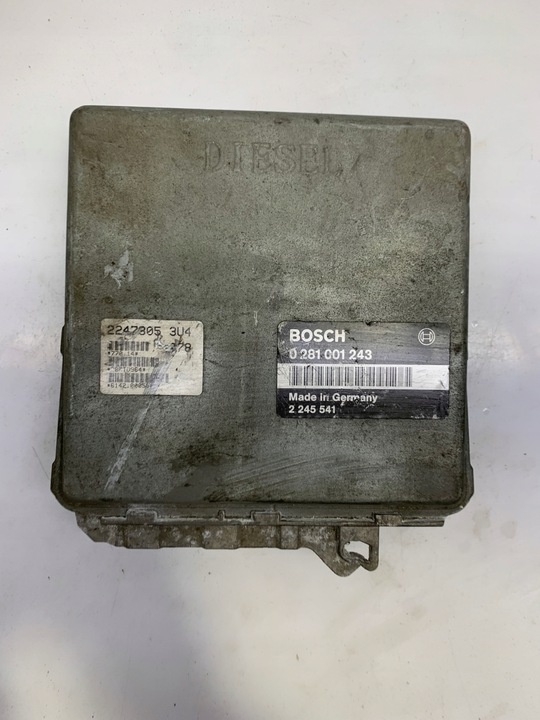 DIESEL
2247805 3U4
BOSCH
0 281 001 243
Made in Germany
2 245 541